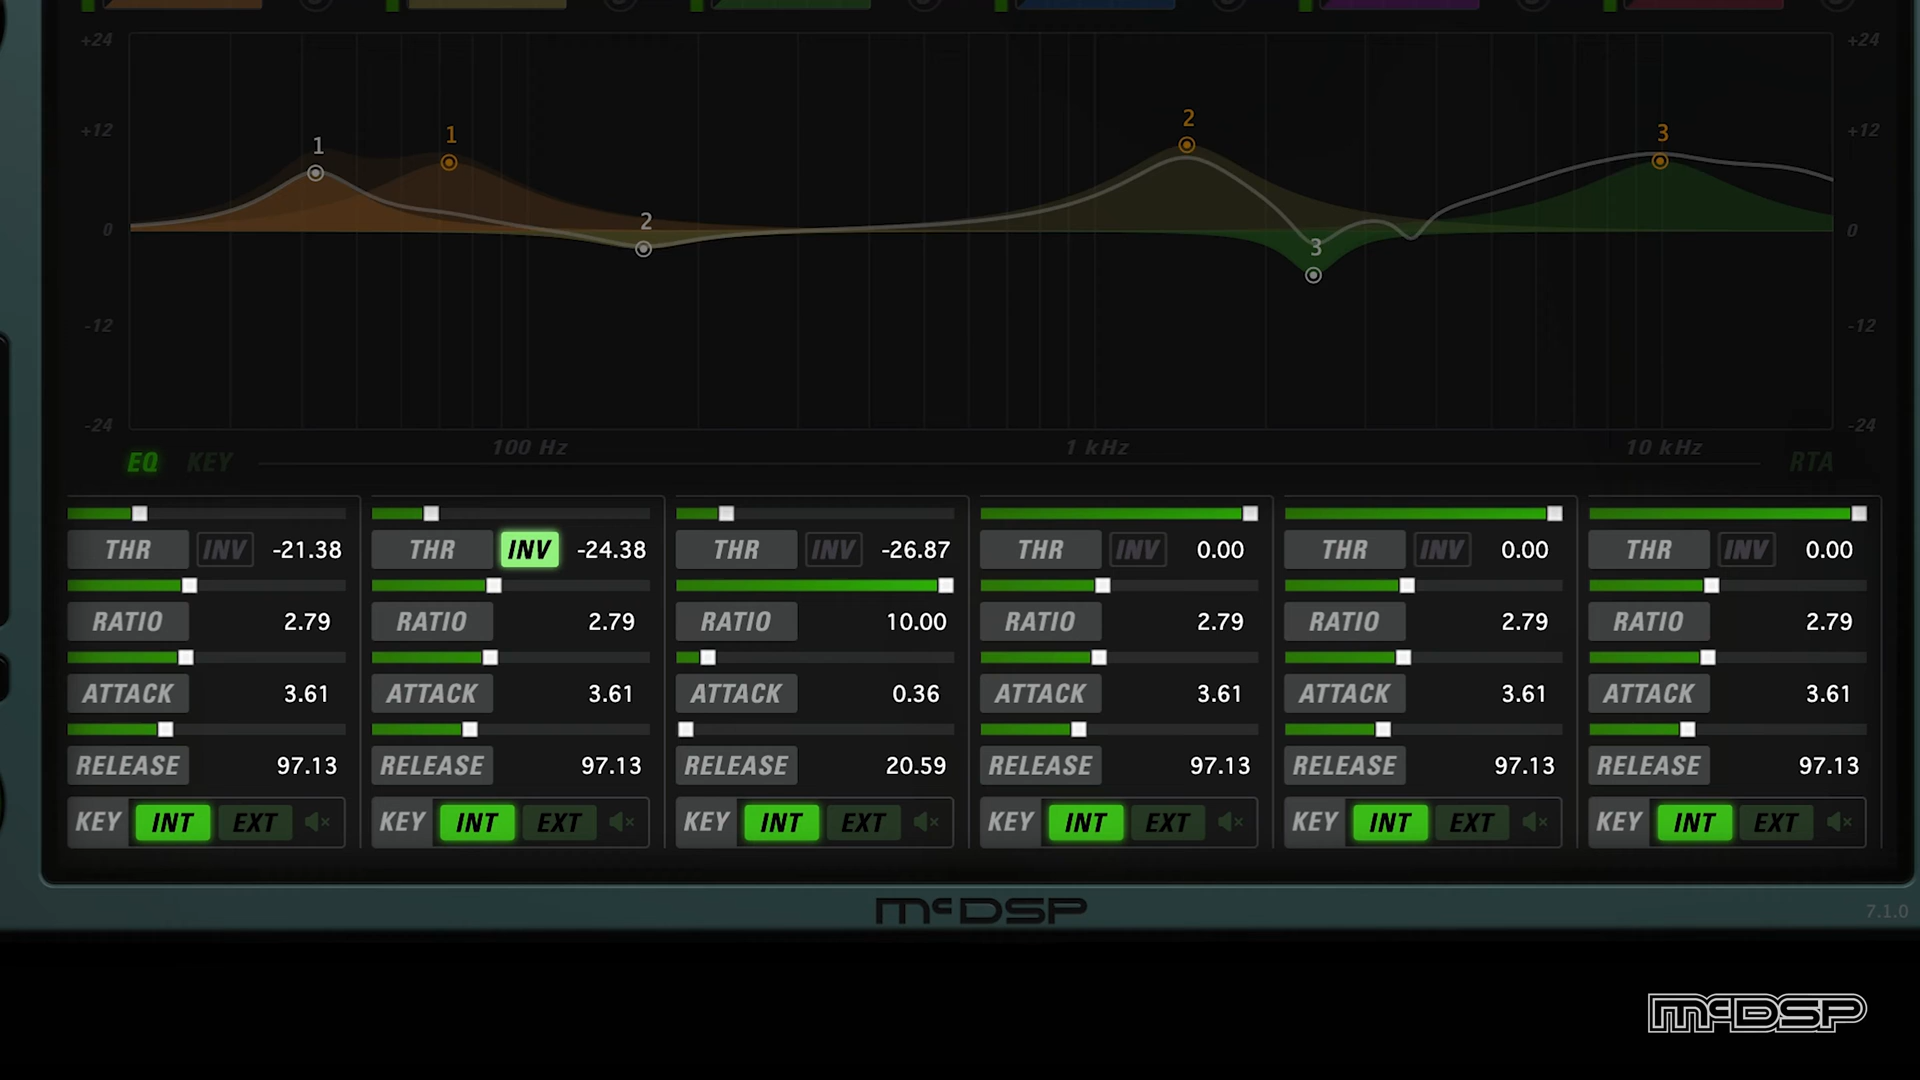 +24 +24
2
3
1
+12 1 +12
2
0 0
3
-12 -12
-24 -24
100 Hz 1 kHz 10 kHz
EQ KEY RTA
THR INV -21.38 THR INV -24.38 THR INV -26.87 THR INV 0.00 THR INV 0.00 THR INV 0.00
RATIO 2.79 RATIO 2.79 RATIO 10.00 RATIO 2.79 RATIO 2.79 RATIO 2.79
ATTACK 3.61 ATTACK 3.61 ATTACK 0.36 ATTACK 3.61 ATTACK 3.61 ATTACK 3.61
RELEASE 97.13 RELEASE 97.13 RELEASE 20.59 RELEASE 97.13 RELEASE 97.13 RELEASE 97.13
KEY INT EXT KEY INT EXT KEY INT EXT KEY INT EXT KEY INT EXT KEY INT EXT
McDSP 7.1.0
McDSP